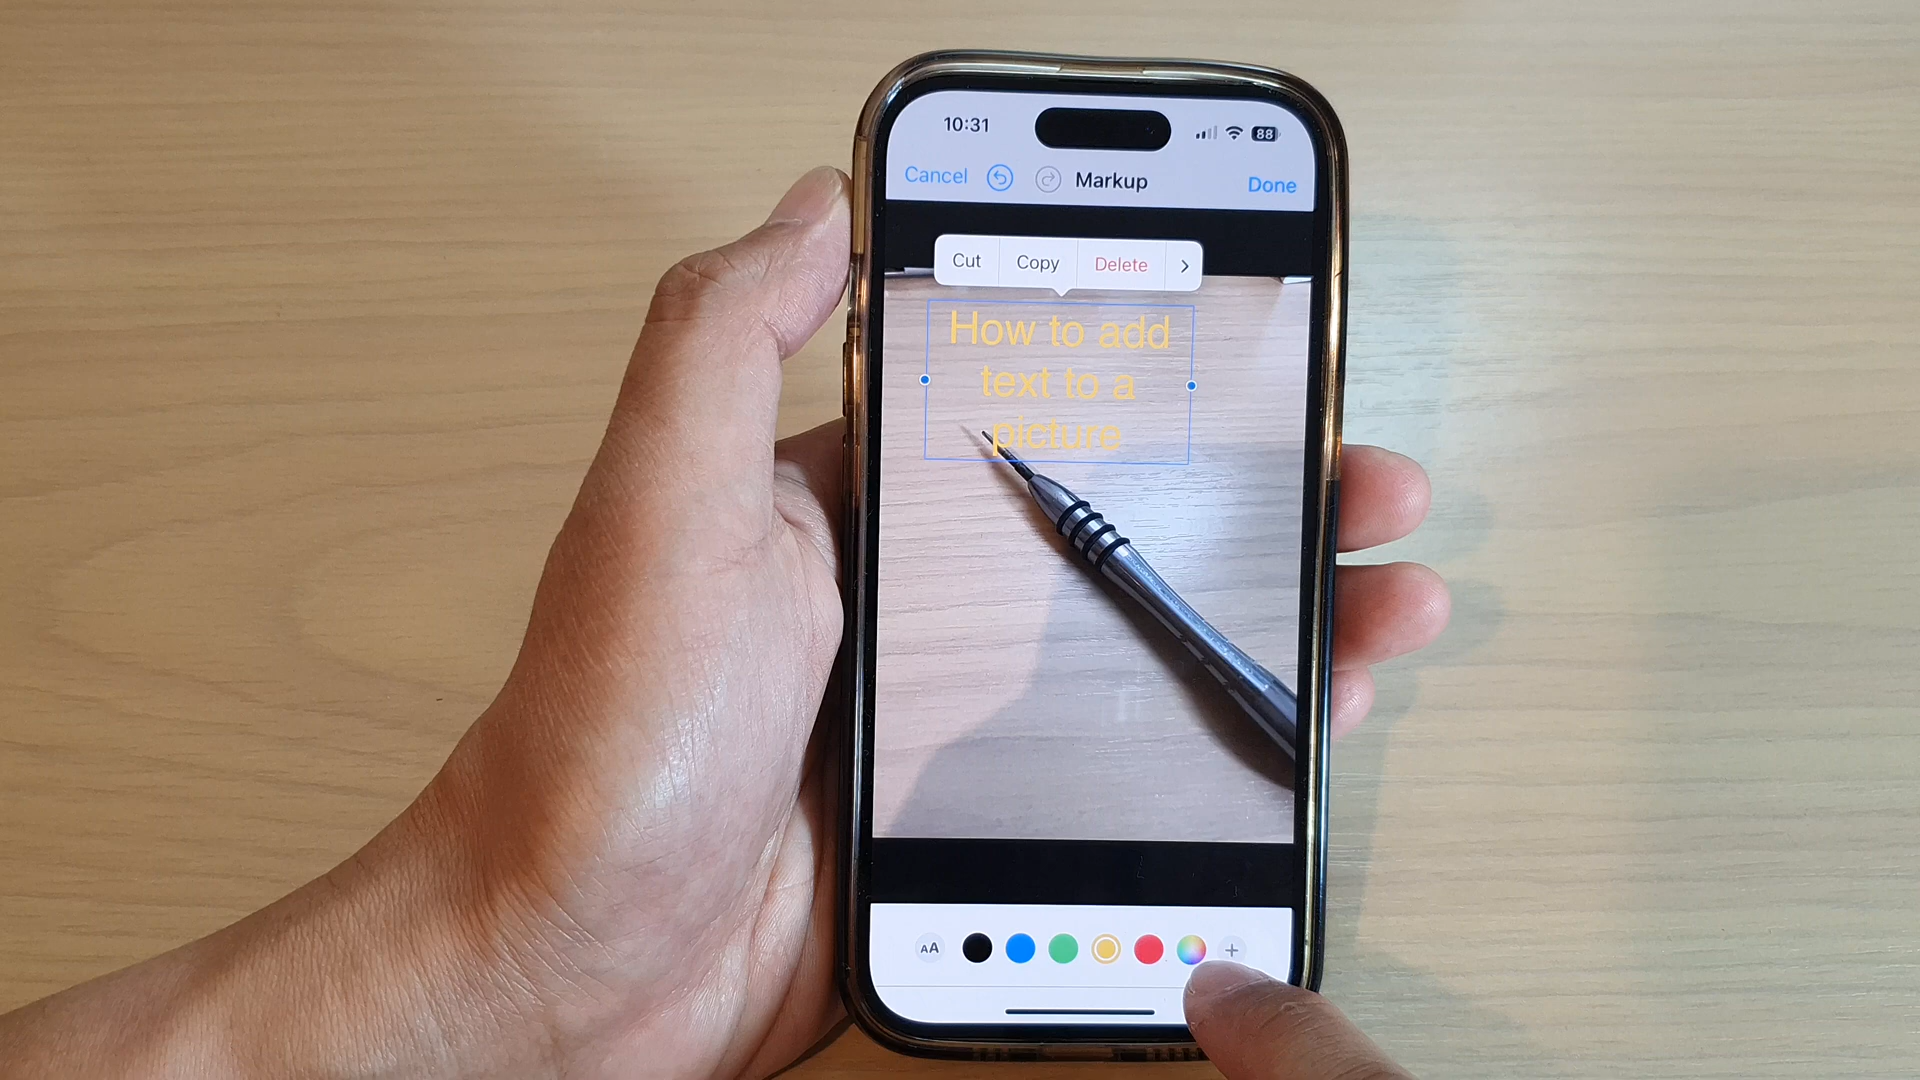 10:31
88
Cancel Markup Done
Cut Copy Delete
How to add
text to a
picture
AA